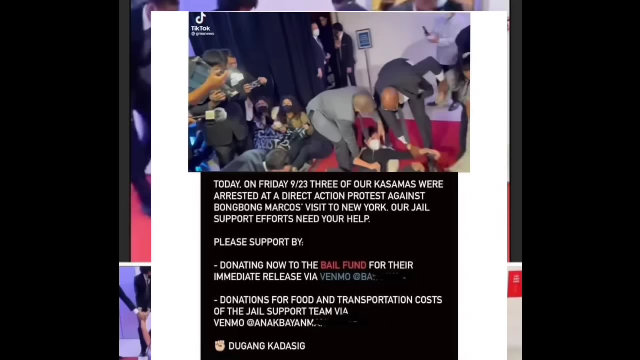 TikTok
TODAY, ON FRIDAY 9/23 THREE OF OUR KASAMAS WERE
ARRESTED AT A DIRECT ACTION PROTEST AGAINST
BONGBONG MARCOS' VISIT TO NEW YORK. OUR JAIL
SUPPORT EFFORTS NEED YOUR HELP.
PLEASE SUPPORT BY:
- DONATING NOW TO THE BAIL FUND FOR THEIR
IMMEDIATE RELEASE VIA VENMO
- DONATIONS FOR FOOD AND TRANSPORTATION COSTS
OF THE JAIL SUPPORT TEAM VIA
VENMO
✊🏼 DUGANG KADASIG